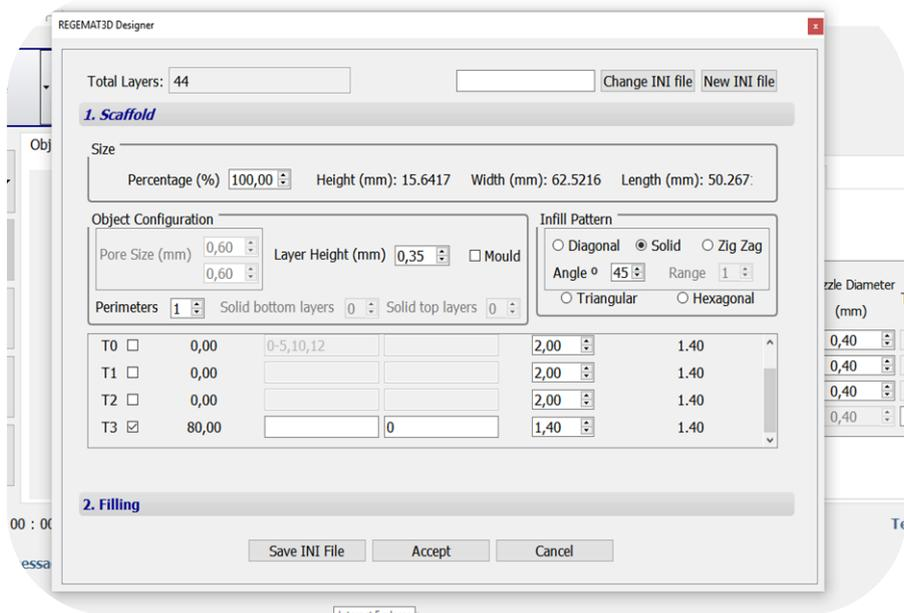 REGEMAT3D Designer x
Total Layers: 44 Change INI file New INI file
1. Scaffold
Obj
Size
Percentage (%) 100,00 Height (mm): 15.6417 Width (mm): 62.5216 Length (mm): 50.267
Object Configuration Infill Pattern
Pore Size (mm) 0,60 Layer Height (mm) 0,35 Mould Diagonal Solid Zig Zag
0,60 Angle º 45 Range 1
Perimeters 1 Solid bottom layers 0 Solid top layers 0 Triangular Hexagonal
zzle Diameter
(mm)
T0 0,00 0-5,10,12 2,00 1.40 0,40
T1 0,00 2,00 1.40 0,40
T2 0,00 2,00 1.40 0,40
T3 80,00 0 1,40 1.40 0,40
2. Filling
00 : 00 Te
Save INI File Accept Cancel
essa